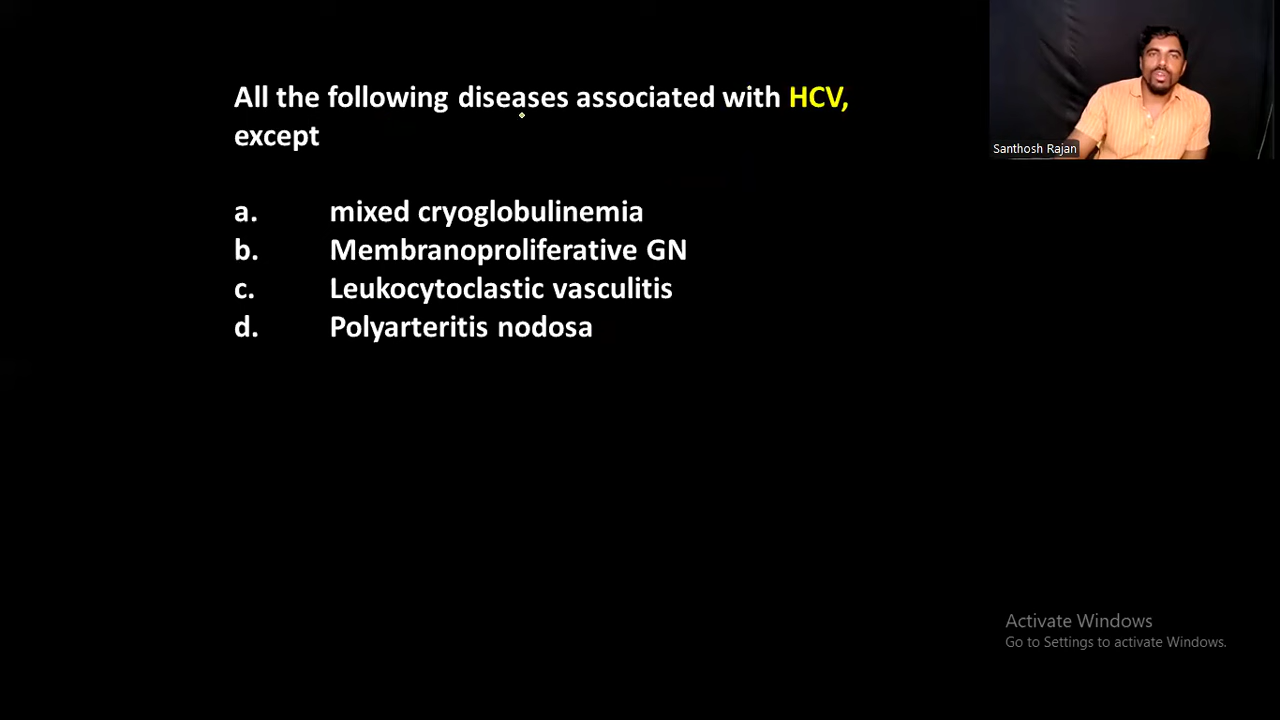 All the following diseases associated with HCV,
except
a. mixed cryoglobulinemia
b. Membranoproliferative GN
c. Leukocytoclastic vasculitis
d. Polyarteritis nodosa
Santhosh Rajan
Activate Windows
Go to Settings to activate Windows.